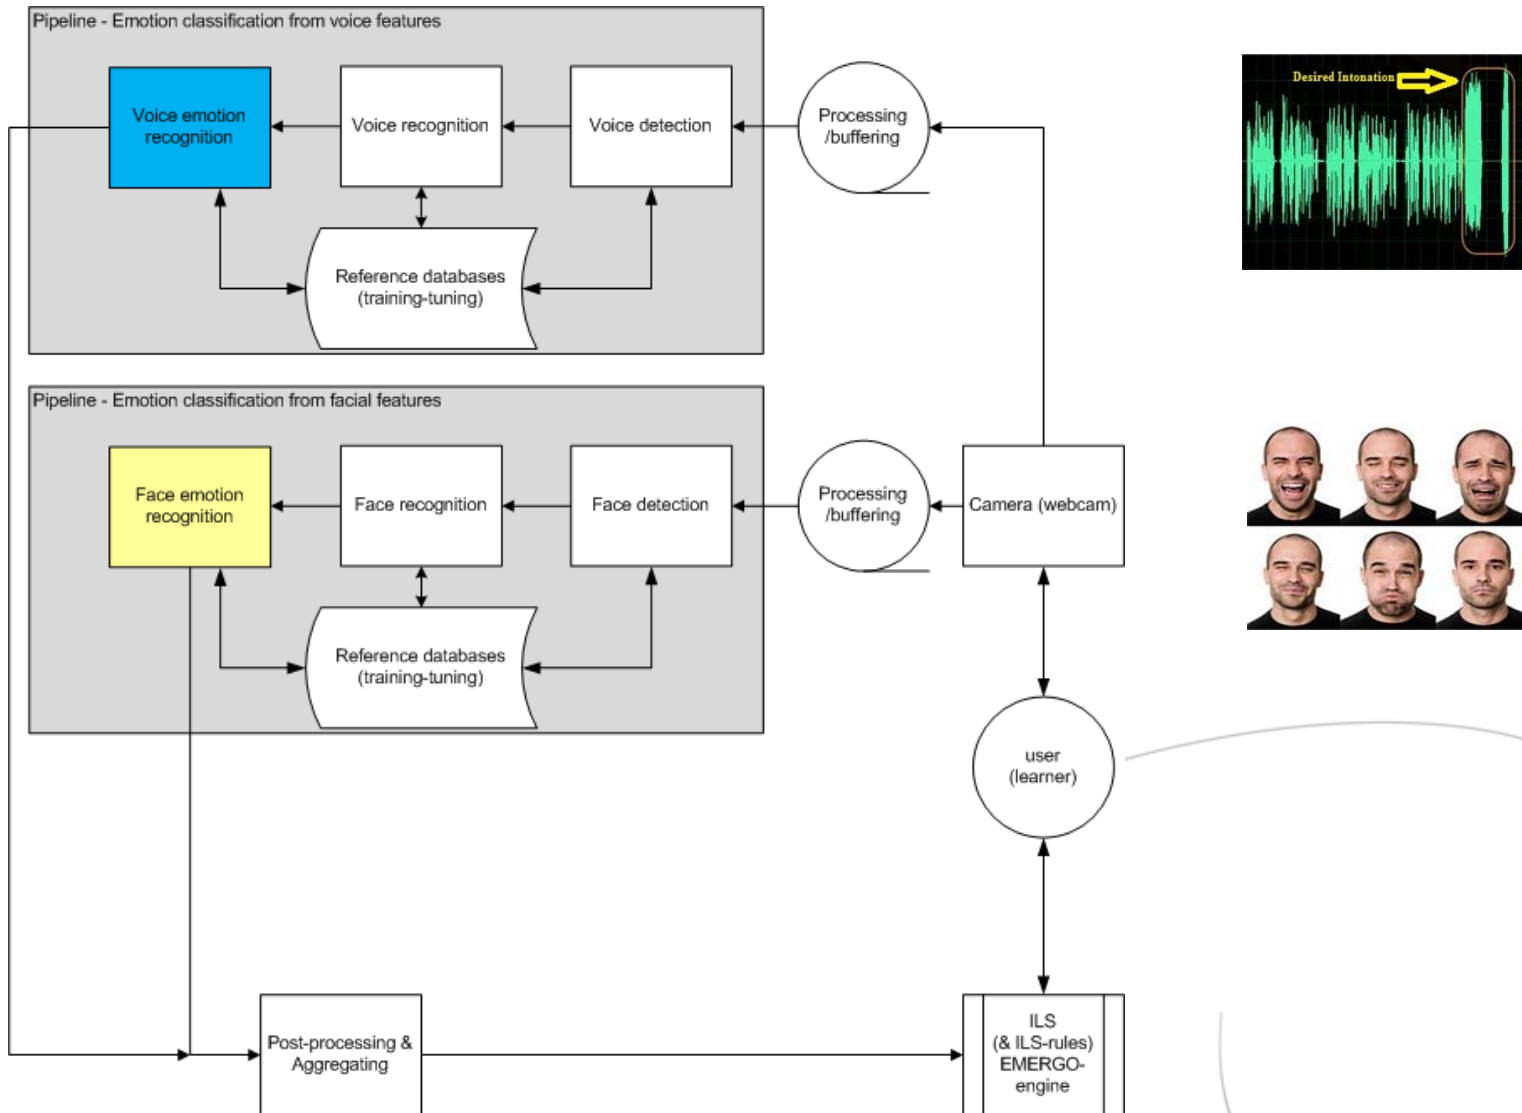 Pipeline - Emotion classification from voice features
Voice emotion
recognition
Voice recognition
Voice detection
Processing
/buffering
Desired Intonation
Reference databases
(training-tuning)
Pipeline - Emotion classification from facial features
Face emotion
recognition
Face recognition
Face detection
Processing
/buffering
Camera (webcam)
Reference databases
(training-tuning)
user
(learner)
Post-processing &
Aggregating
ILS
(& ILS-rules)
EMERGO-
engine